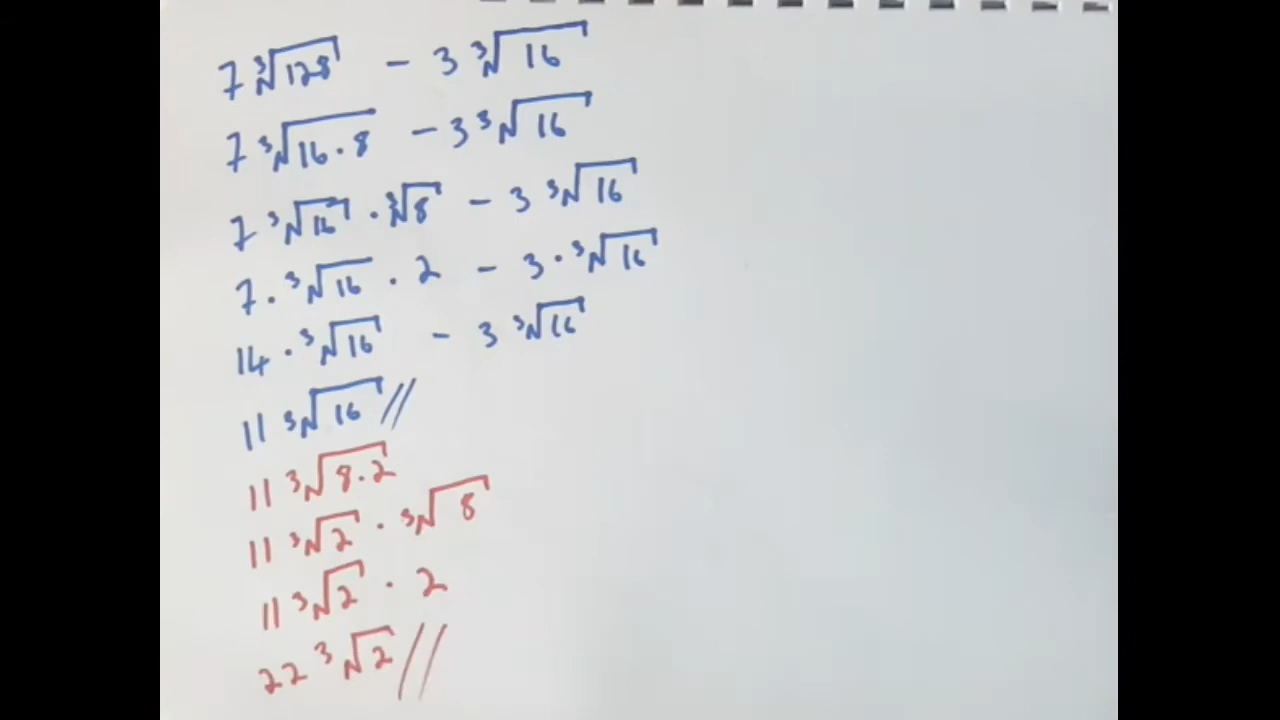 7∛128 - 3∛16
7∛16·8 - 3∛16
7∛16 · ∛8 - 3∛16
7·∛16 · 2 - 3·∛16
14·∛16 - 3∛16
11∛16//
11∛8·2
11∛2 · ∛8
11∛2 · 2
22∛2//